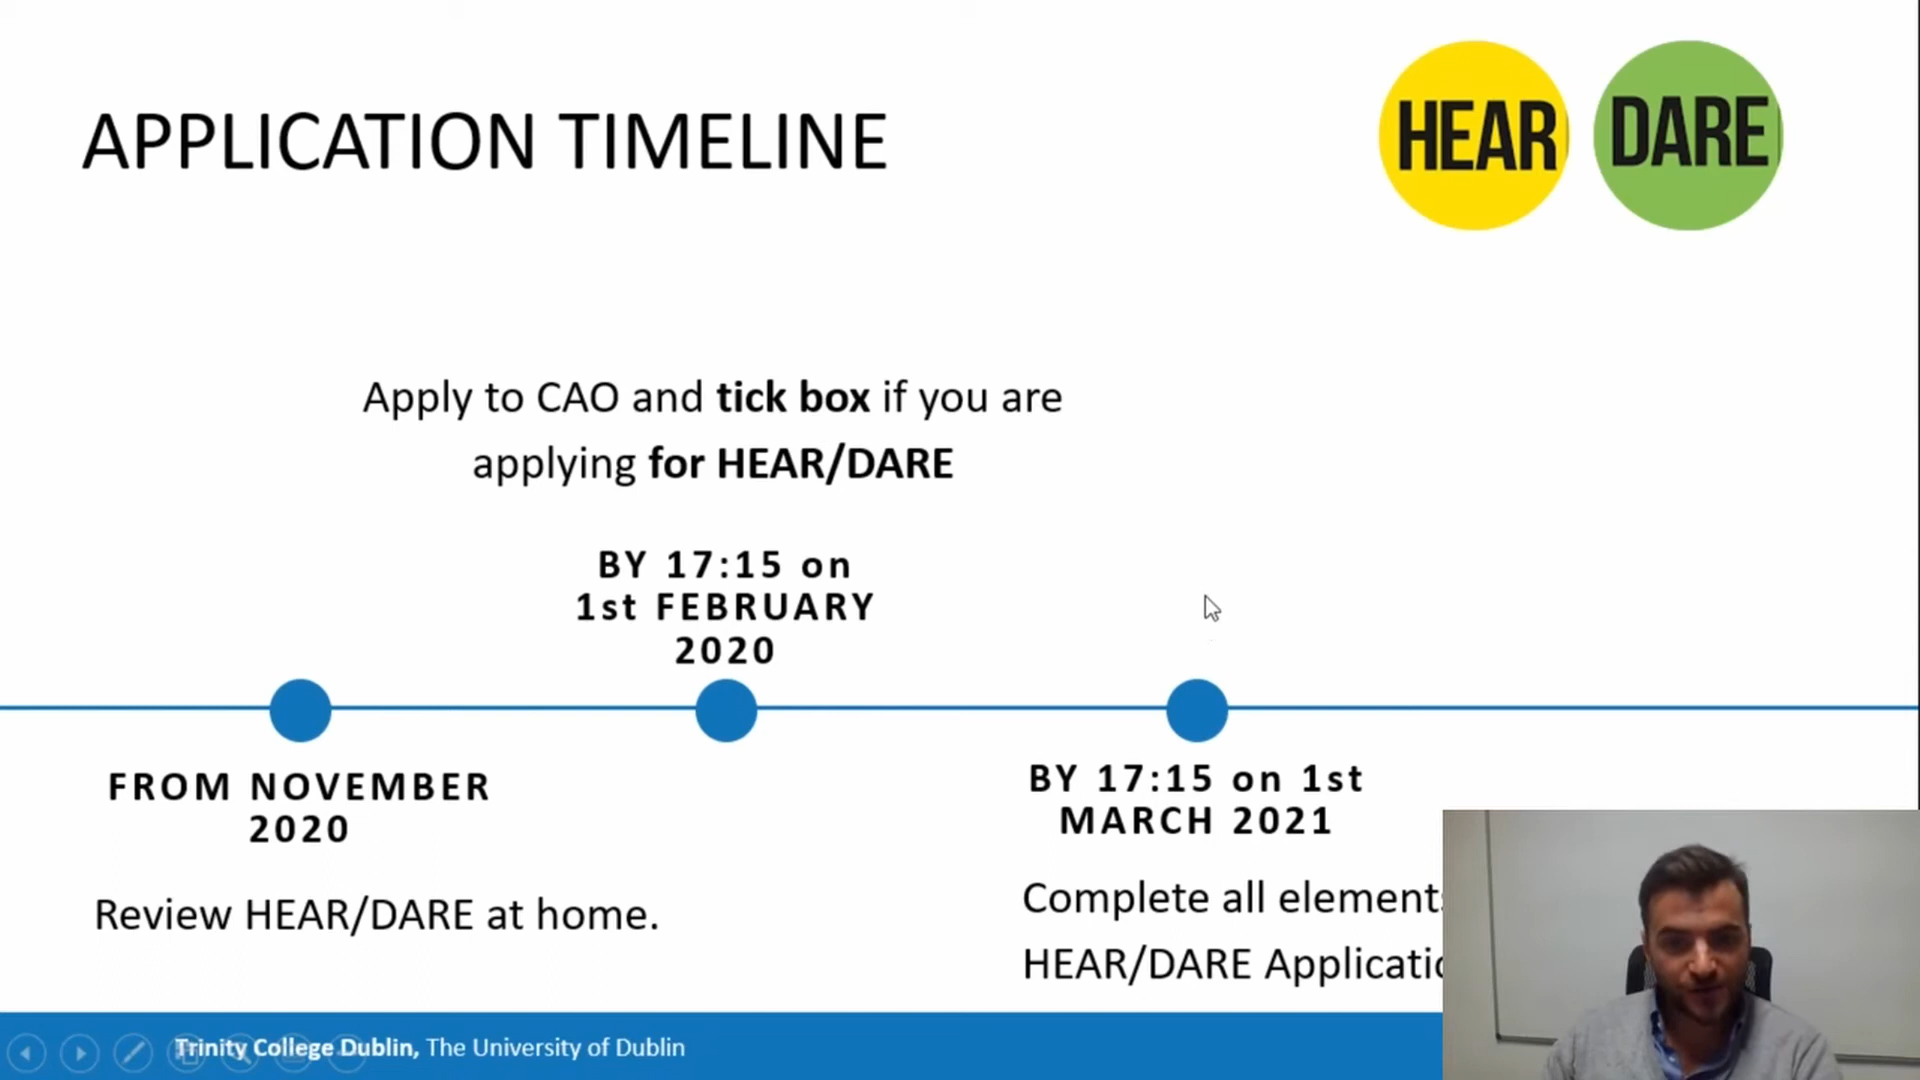 APPLICATION TIMELINE
HEAR
DARE
Apply to CAO and tick box if you are
applying for HEAR/DARE
BY 17:15 on
1st FEBRUARY
2020
FROM NOVEMBER
2020
Review HEAR/DARE at home.
BY 17:15 on 1st
MARCH 2021
Complete all elements
HEAR/DARE
Trinity College Dublin, The University of Dublin